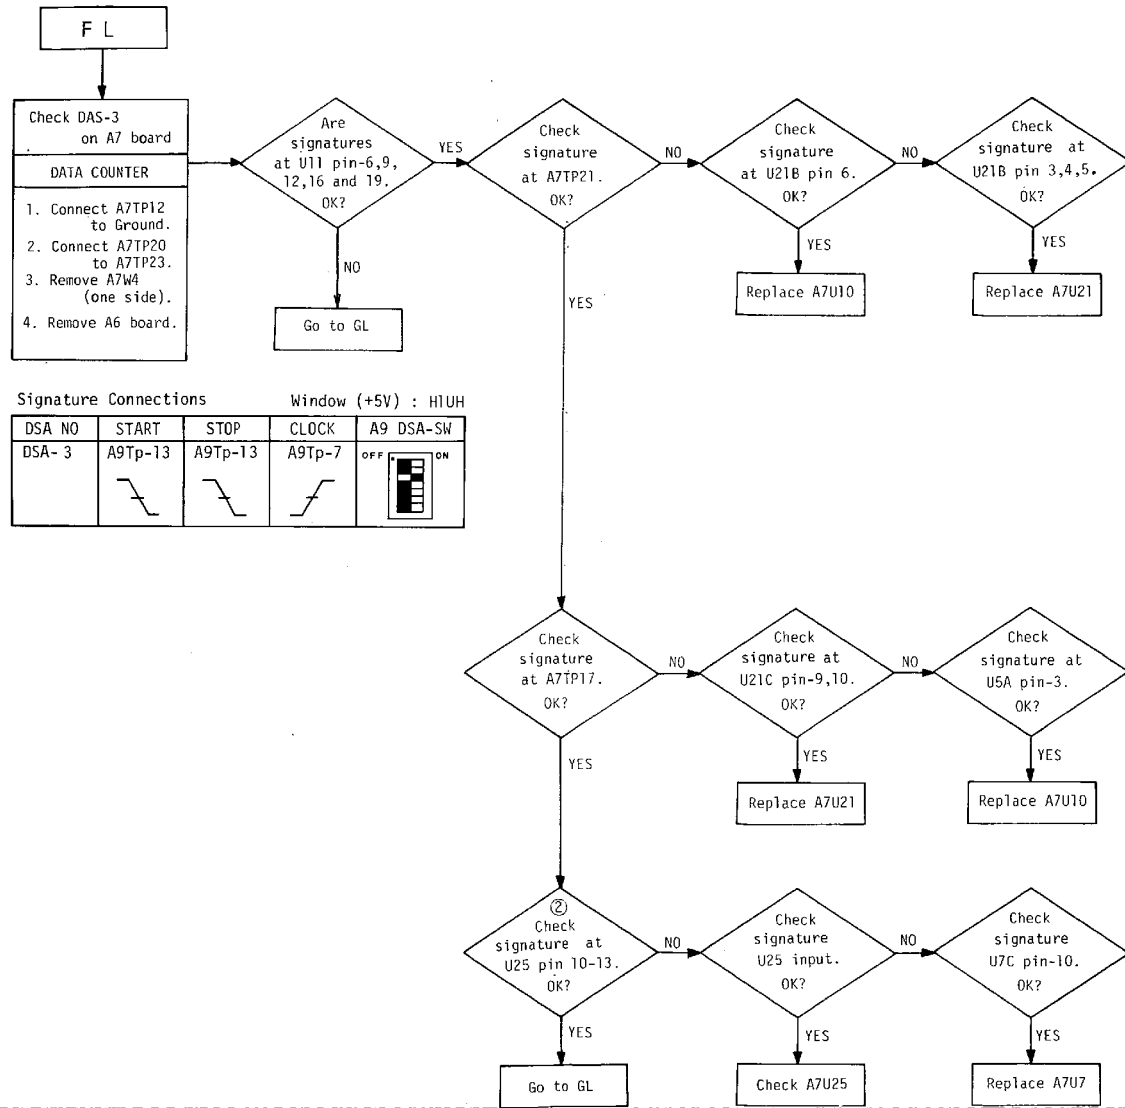 F L
Check DAS-3
on A7 board
DATA COUNTER
1. Connect A7TP12
to Ground.
2. Connect A7TP20
to A7TP23.
3. Remove A7W4
(one side).
4. Remove A6 board.
Are
signatures
at U11 pin-6,9,
12,16 and 19.
OK?
YES
NO
Go to GL
Check
signature
at A7TP21.
OK?
NO
YES
Check
signature
at U21B pin 6.
OK?
NO
YES
Replace A7U10
Check
signature at
U21B pin 3,4,5.
OK?
YES
Replace A7U21
Signature Connections
Window (+5V) : H1UH
DSA NO START STOP CLOCK A9 DSA-SW
DSA- 3 A9Tp-13 A9Tp-13 A9Tp-7 OFF ON
Check
signature
at A7TP17.
OK?
NO
YES
Check
signature at
U21C pin-9,10.
OK?
NO
YES
Replace A7U21
Check
signature at
U5A pin-3.
OK?
YES
Replace A7U10
②
Check
signature at
U25 pin 10-13.
OK?
NO
YES
Go to GL
Check
signature
U25 input.
OK?
NO
YES
Check A7U25
Check
signature
U7C pin-10.
OK?
YES
Replace A7U7